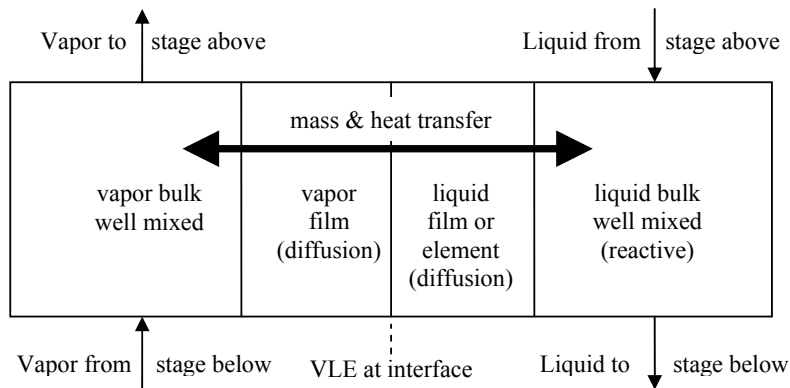 Vapor to stage above
Liquid from stage above
mass & heat transfer
vapor bulk
well mixed
vapor
film
(diffusion)
liquid
film or
element
(diffusion)
liquid bulk
well mixed
(reactive)
Vapor from stage below
VLE at interface
Liquid to stage below